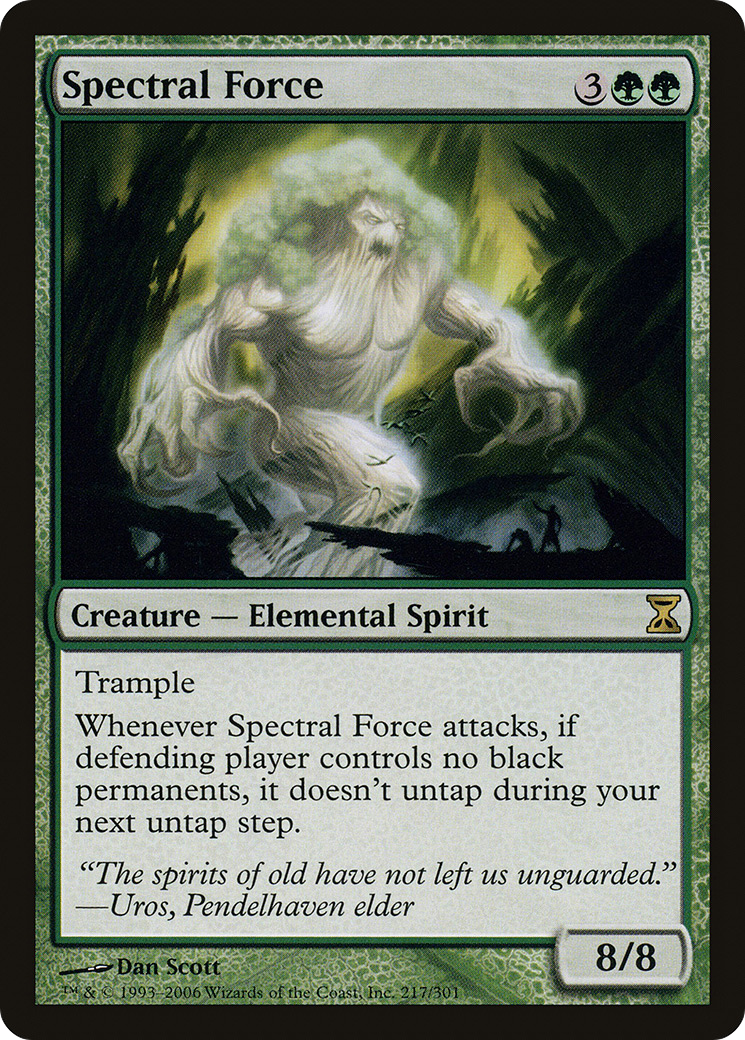 Spectral Force 3
Creature — Elemental Spirit
Trample
Whenever Spectral Force attacks, if
defending player controls no black
permanents, it doesn't untap during your
next untap step.
“The spirits of old have not left us unguarded.”
—Uros, Pendelhaven elder
8/8
Dan Scott
™ & © 1993–2006 Wizards of the Coast, Inc. 217/301